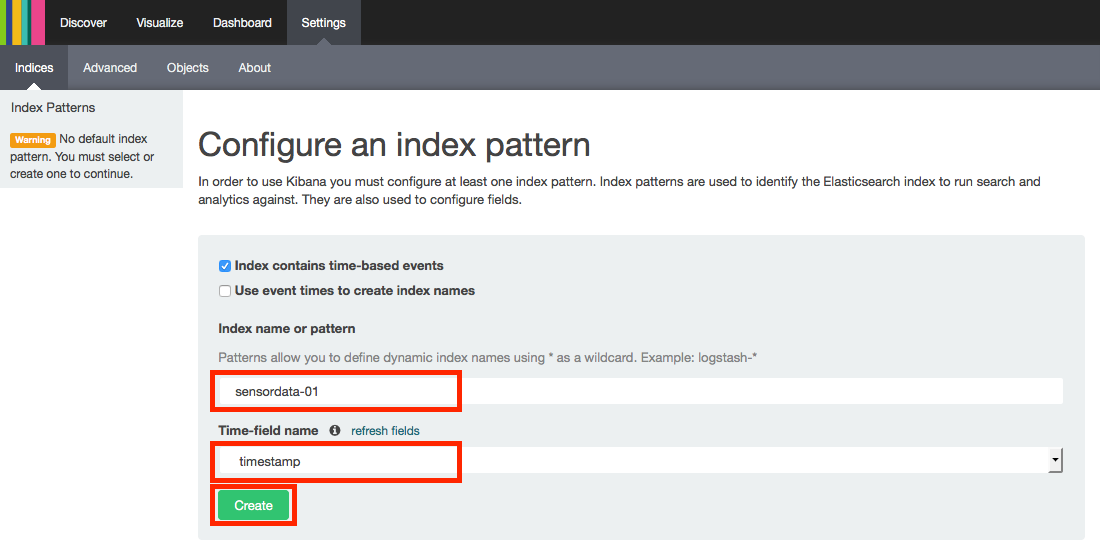 Discover Visualize Dashboard Settings
Indices Advanced Objects About
Index Patterns
Warning No default index
pattern. You must select or
create one to continue.
Configure an index pattern
In order to use Kibana you must configure at least one index pattern. Index patterns are used to identify the Elasticsearch index to run search and
analytics against. They are also used to configure fields.
Index contains time-based events
Use event times to create index names
Index name or pattern
Patterns allow you to define dynamic index names using * as a wildcard. Example: logstash-*
sensordata-01
Time-field name i refresh fields
timestamp
Create